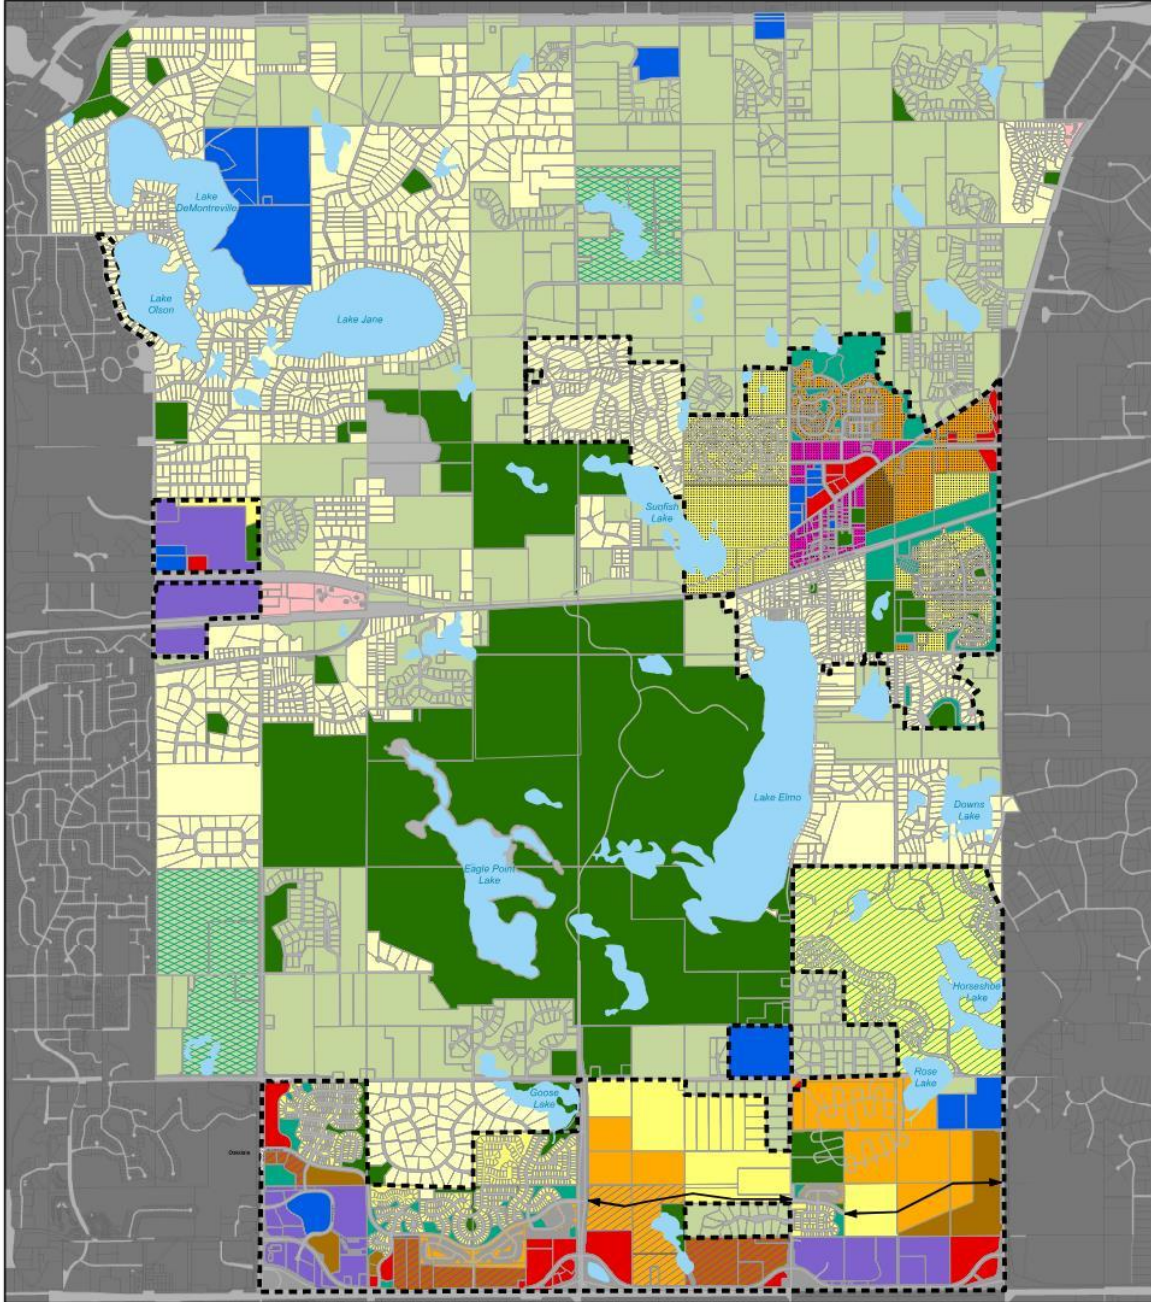 Lake
DeMontreville
Lake
Olson
Lake Jane
Sunfish
Lake
Lake Elmo
Downs
Lake
Eagle Point
Lake
Horseshoe
Lake
Rose
Lake
Goose
Lake